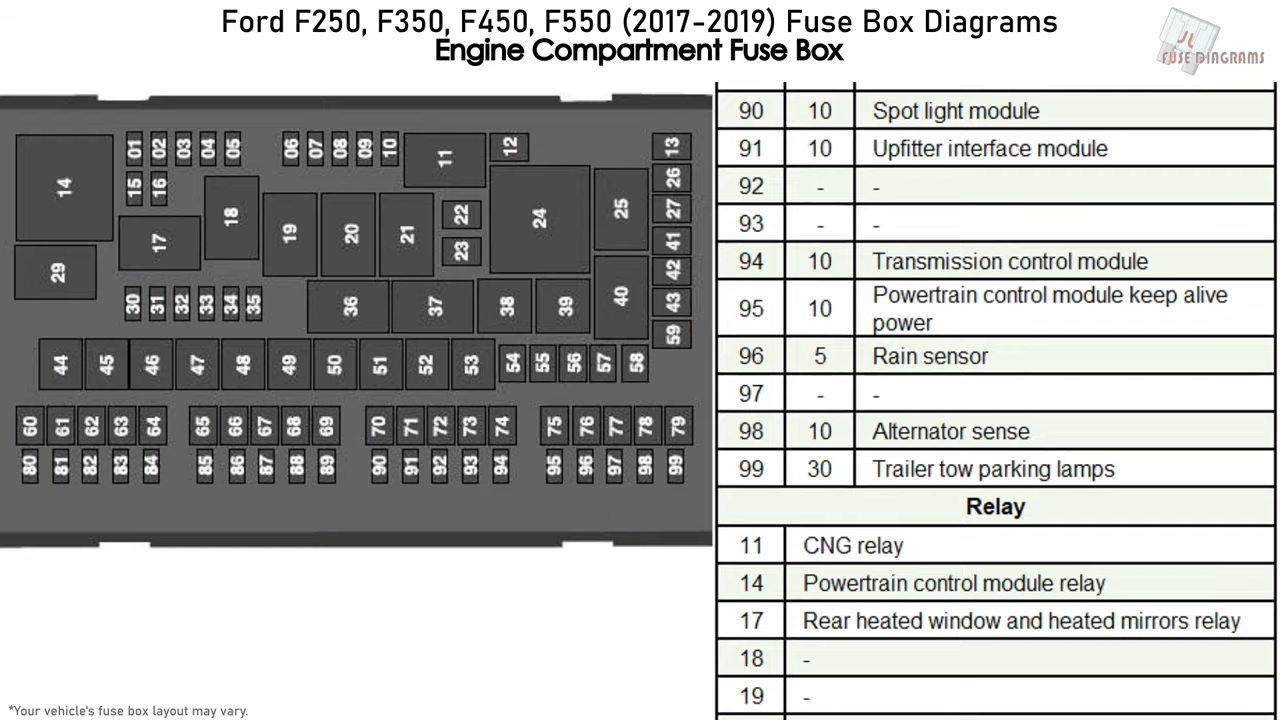 Ford F250, F350, F450, F550 (2017-2019) Fuse Box Diagrams
Engine Compartment Fuse Box
JL
FUSE DIAGRAMS
01 02 03 04 05 06 07 08 09 10 11 12 13
14 15 16 17 18 19 20 21 22 23 24 25 26
27
29 30 31 32 33 34 35 36 37 38 39 40 41
42
43
44 45 46 47 48 49 50 51 52 53 54 55 56 57 58 59
60 61 62 63 64 65 66 67 68 69 70 71 72 73 74 75 76 77 78 79
80 81 82 83 84 85 86 87 88 89 90 91 92 93 94 95 96 97 98 99
90 10 Spot light module
91 10 Upfitter interface module
92 - -
93 - -
94 10 Transmission control module
95 10 Powertrain control module keep alive
power
96 5 Rain sensor
97 - -
98 10 Alternator sense
99 30 Trailer tow parking lamps
Relay
11 CNG relay
14 Powertrain control module relay
17 Rear heated window and heated mirrors relay
18 -
19 -
*Your vehicle's fuse box layout may vary.